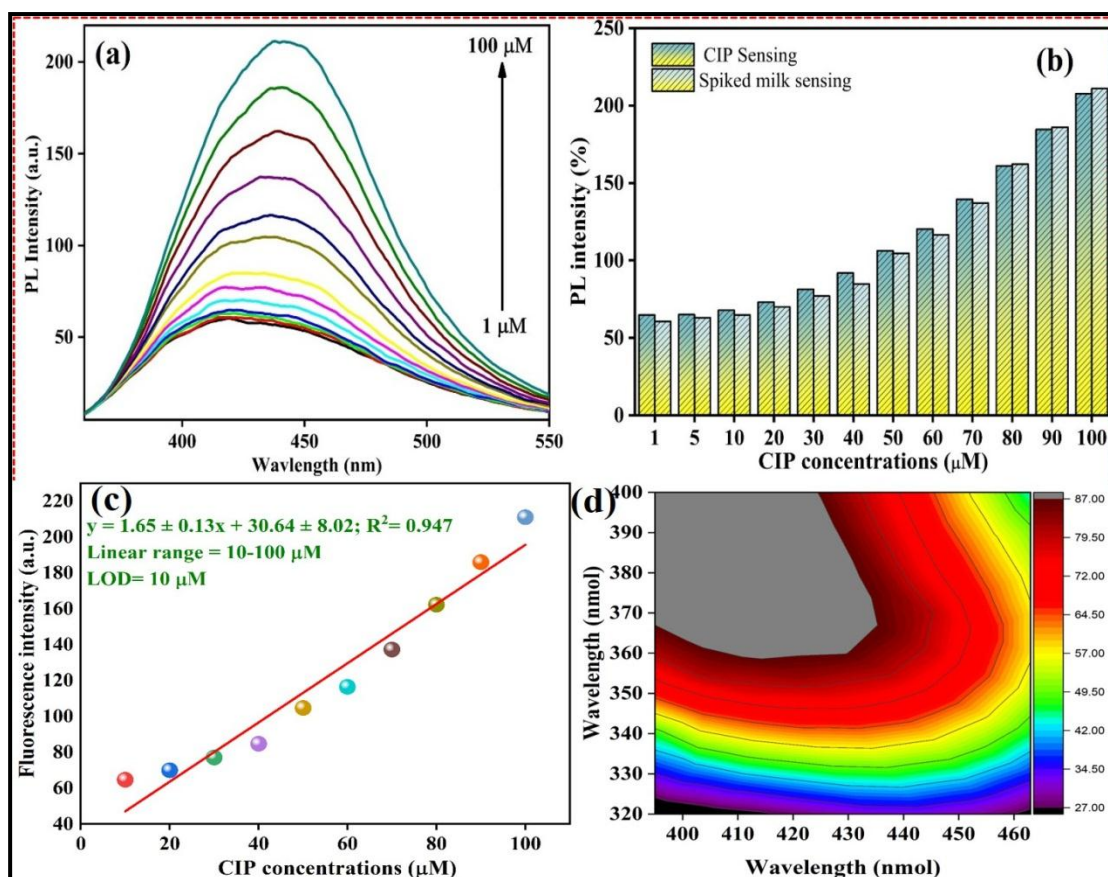 (a)
100 μM
1 μM
PL Intensity (a.u.)
200
150
100
50
400
450
500
550
Wavlength (nm)
(b)
CIP Sensing
Spiked milk sensing
PL intensity (%)
250
200
150
100
50
0
1 5 10 20 30 40 50 60 70 80 90 100
CIP concentrations (μM)
(c)
y = 1.65 ± 0.13x + 30.64 ± 8.02; R²= 0.947
Linear range = 10-100 μM
LOD= 10 μM
Fluorescence intensity (a.u.)
220
200
180
160
140
120
100
80
60
40
0 20 40 60 80 100
CIP concentrations (μM)
(d)
Wavelength (nmol)
400
390
380
370
360
350
340
330
320
400 410 420 430 440 450 460
Wavelength (nmol)
87.00
79.50
72.00
64.50
57.00
49.50
42.00
34.50
27.00